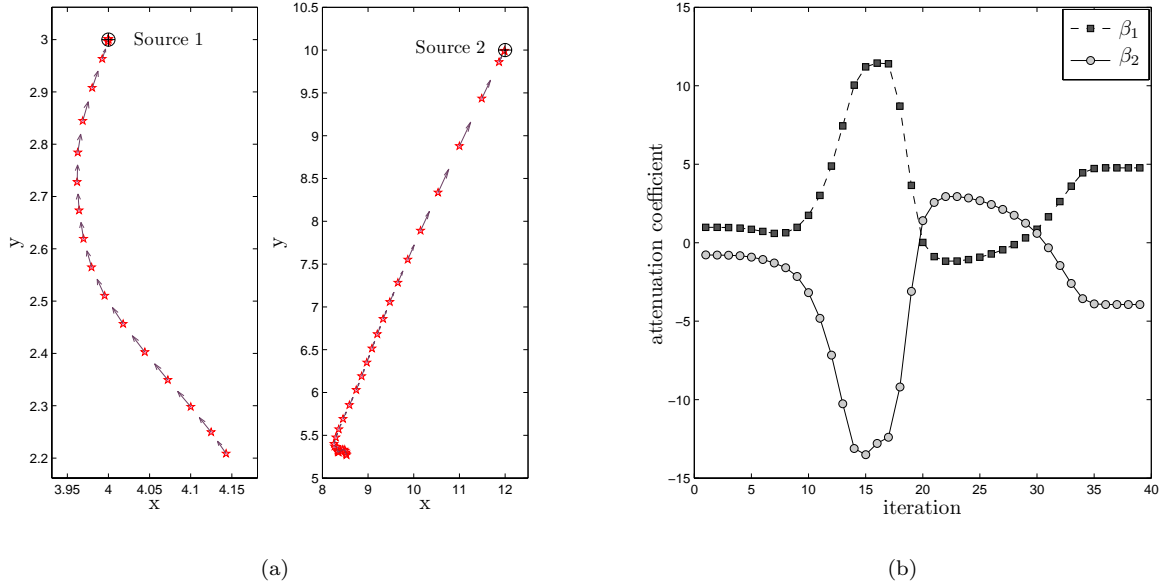 Source 1
3
2.9
2.8
2.7
2.6
2.5
2.4
2.3
2.2
y
3.95 4 4.05 4.1 4.15
x
Source 2
10
9.5
9
8.5
8
7.5
7
6.5
6
5.5
5
y
8 9 10 11 12
x
(a)
15
10
5
0
−5
−10
−15
attenuation coefficient
β1
β2
0 5 10 15 20 25 30 35 40
iteration
(b)